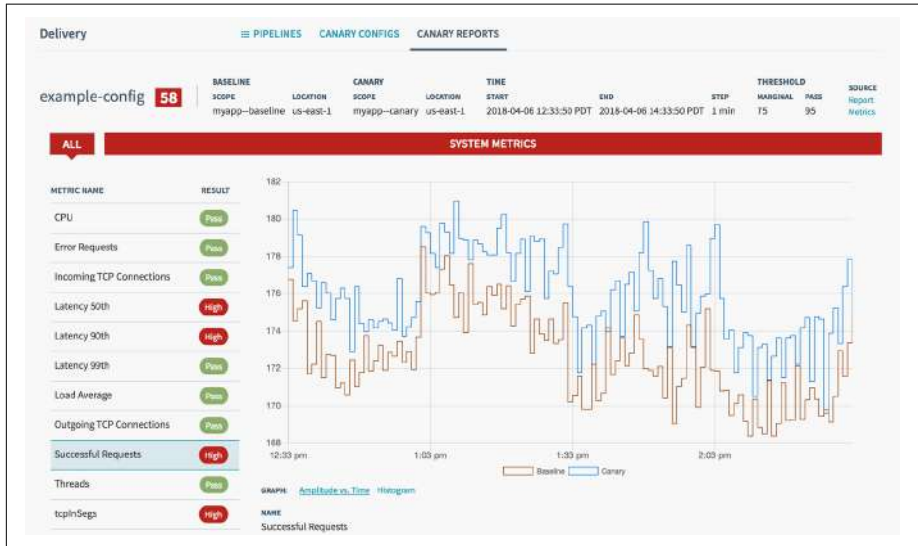 Delivery
PIPELINES CANARY CONFIGS CANARY REPORTS
example-config 58
BASELINE CANARY TIME THRESHOLD
SCOPE LOCATION SCOPE LOCATION START END STEP MARGINAL PASS SOURCE
myapp--baseline us-east-1 myapp--canary us-east-1 2018-04-06 12:33:50 PDT 2018-04-06 14:33:50 PDT 1 min 75 95 Report
Metrics
ALL SYSTEM METRICS
METRIC NAME RESULT
CPU Pass
Error Requests Pass
Incoming TCP Connections Pass
Latency 50th High
Latency 90th High
Latency 99th Pass
Load Average Pass
Outgoing TCP Connections Pass
Successful Requests High
Threads Pass
tcpInSegs High
182
180
178
176
174
172
170
168
12:33 pm 1:03 pm 1:33 pm 2:03 pm
Baseline Canary
GRAPH: Amplitude vs. Time Histogram
NAME
Successful Requests